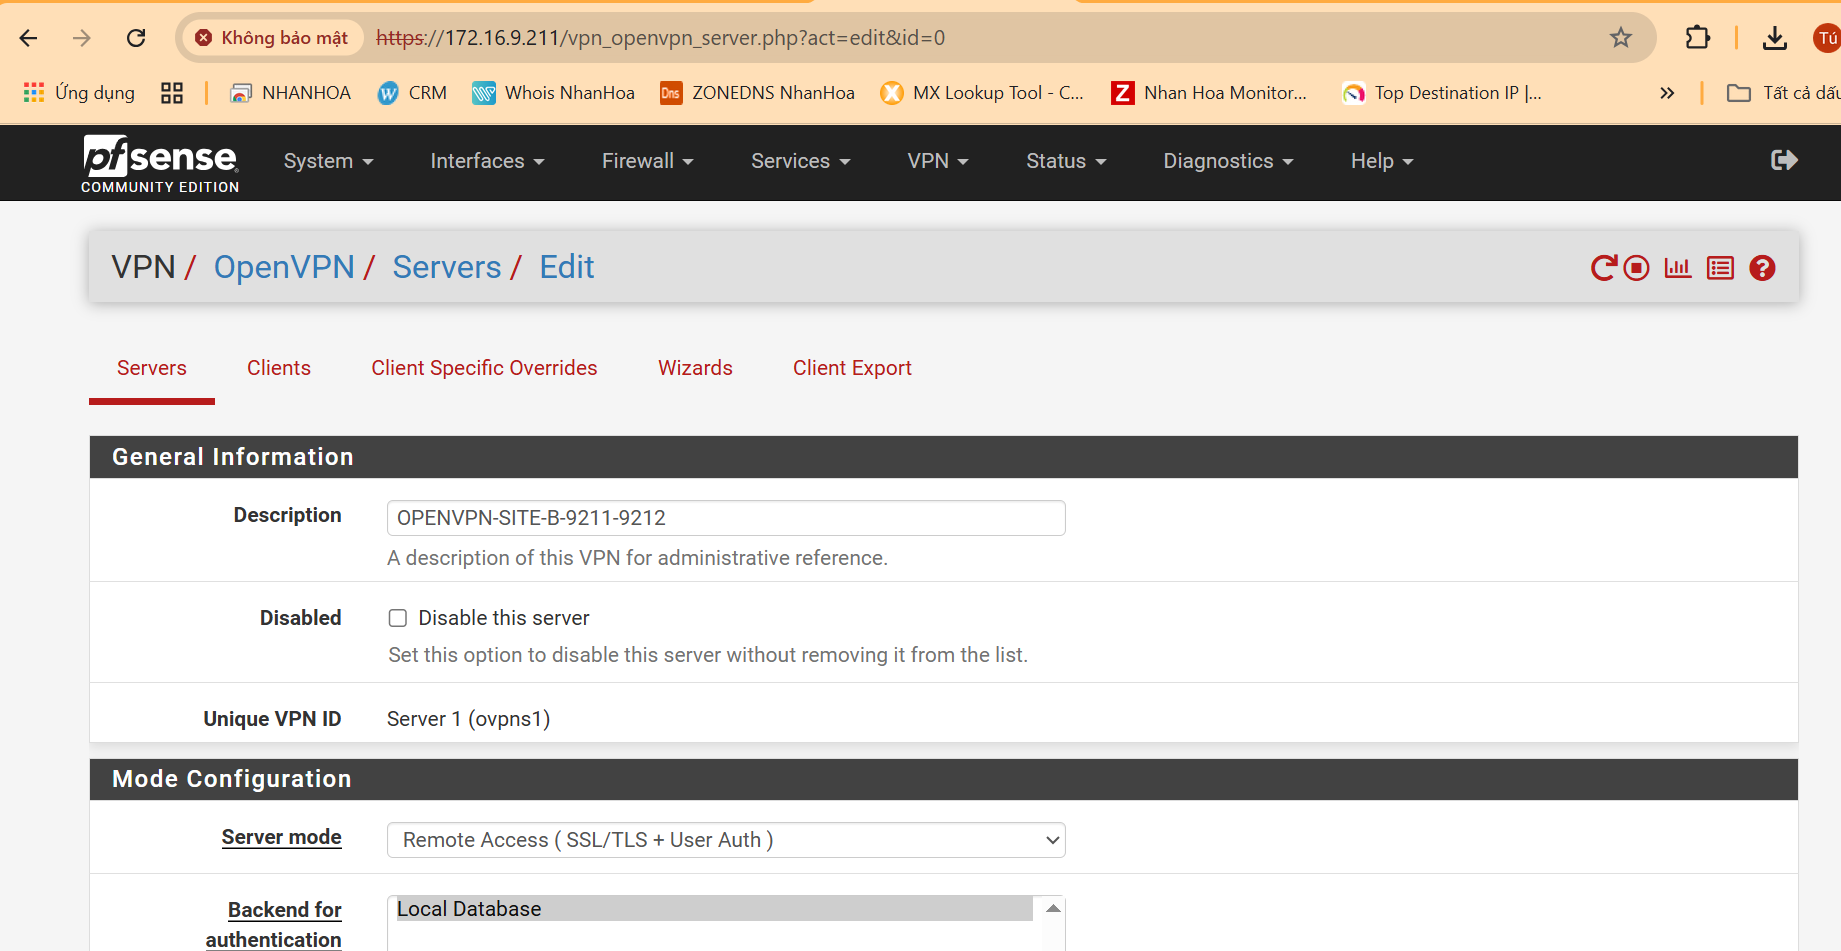 Không bảo mật https://172.16.9.211/vpn_openvpn_server.php?act=edit&id=0 Tú
Ứng dụng NHANHOA W CRM W Whois NhanHoa Dns ZONEDNS NhanHoa X MX Lookup Tool - C... Z Nhan Hoa Monitor... Top Destination IP |... » Tất cả dấu
pfsense COMMUNITY EDITION System Interfaces Firewall Services VPN Status Diagnostics Help
VPN / OpenVPN / Servers / Edit
Servers Clients Client Specific Overrides Wizards Client Export
General Information
Description OPENVPN-SITE-B-9211-9212
A description of this VPN for administrative reference.
Disabled Disable this server
Set this option to disable this server without removing it from the list.
Unique VPN ID Server 1 (ovpns1)
Mode Configuration
Server mode Remote Access ( SSL/TLS + User Auth )
Backend for authentication Local Database